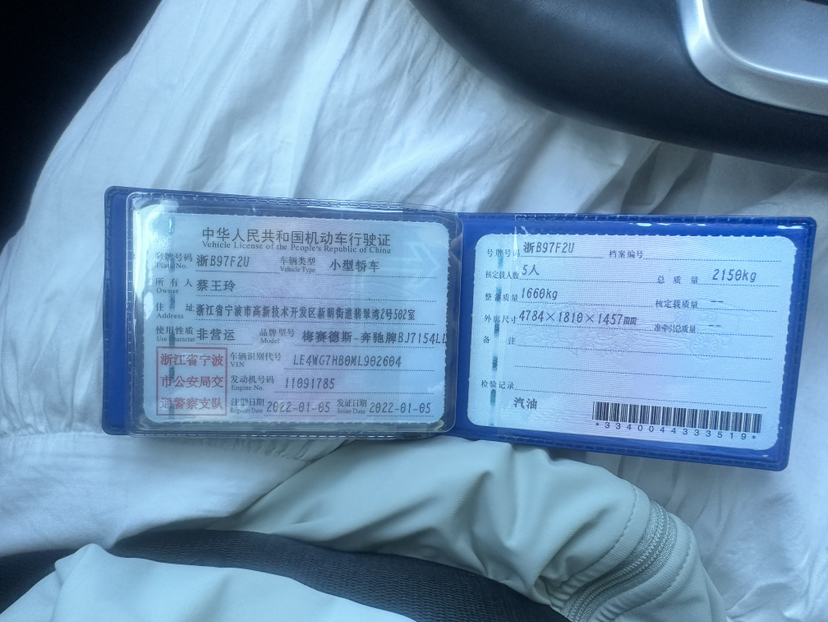 中华人民共和国机动车行驶证
Vehicle License of the People's Republic of China
号牌号码 浙B97F2U 车辆类型 小型轿车
Plate No. Vehicle Type
所有人 蔡王玲
Owner
住址 浙江省宁波市高新技术开发区新明街道翡翠湾2号502室
Address
使用性质 非营运 品牌型号 梅赛德斯-奔驰牌BJ7154LL
Use Character Model
浙江省宁波
市公安局交
通警察支队
车辆识别代号 LE4WG7HB0ML902604
VIN
发动机号码 11091785
Engine No.
注册日期 2022-01-05 发证日期 2022-01-05
Register Date Issue Date
号牌号码 浙B97F2U 档案编号
核定载人数 5人 总质量 2150kg
整备质量 1660kg 核定载质量 --
外廓尺寸 4784×1810×1457mm 准牵引总质量 --
备注
检验记录
汽油
*3340044333519*